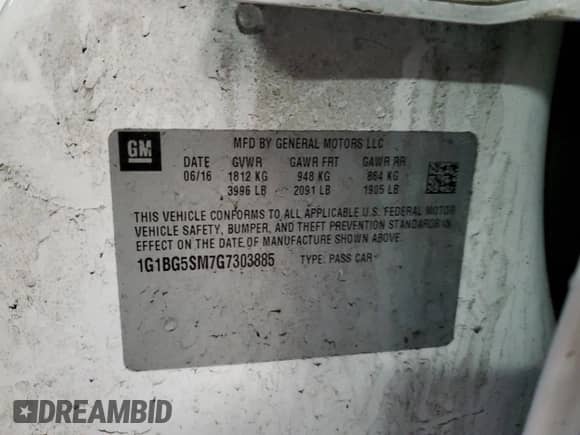 GM
MFD BY GENERAL MOTORS LLC
DATE GVWR GAWR FRT GAWR RR
06/16 1812 KG 948 KG 864 KG
3996 LB 2091 LB 1905 LB
THIS VEHICLE CONFORMS TO ALL APPLICABLE U.S. FEDERAL MOTOR
VEHICLE SAFETY, BUMPER, AND THEFT PREVENTION STANDARDS IN
EFFECT ON THE DATE OF MANUFACTURE SHOWN ABOVE.
1G1BG5SM7G7303885 TYPE: PASS CAR
DREAMBID